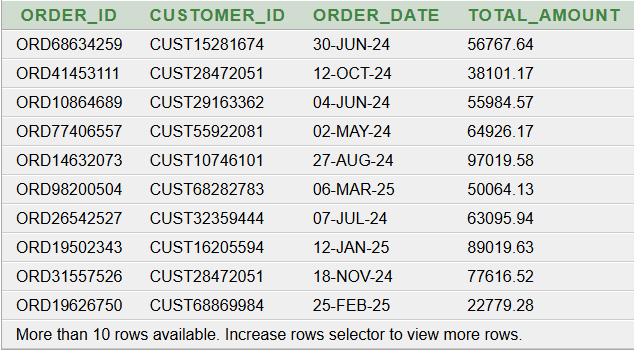 ORDER_ID CUSTOMER_ID ORDER_DATE TOTAL_AMOUNT
ORD68634259 CUST15281674 30-JUN-24 56767.64
ORD41453111 CUST28472051 12-OCT-24 38101.17
ORD10864689 CUST29163362 04-JUN-24 55984.57
ORD77406557 CUST55922081 02-MAY-24 64926.17
ORD14632073 CUST10746101 27-AUG-24 97019.58
ORD98200504 CUST68282783 06-MAR-25 50064.13
ORD26542527 CUST32359444 07-JUL-24 63095.94
ORD19502343 CUST16205594 12-JAN-25 89019.63
ORD31557526 CUST28472051 18-NOV-24 77616.52
ORD19626750 CUST68869984 25-FEB-25 22779.28
More than 10 rows available. Increase rows selector to view more rows.